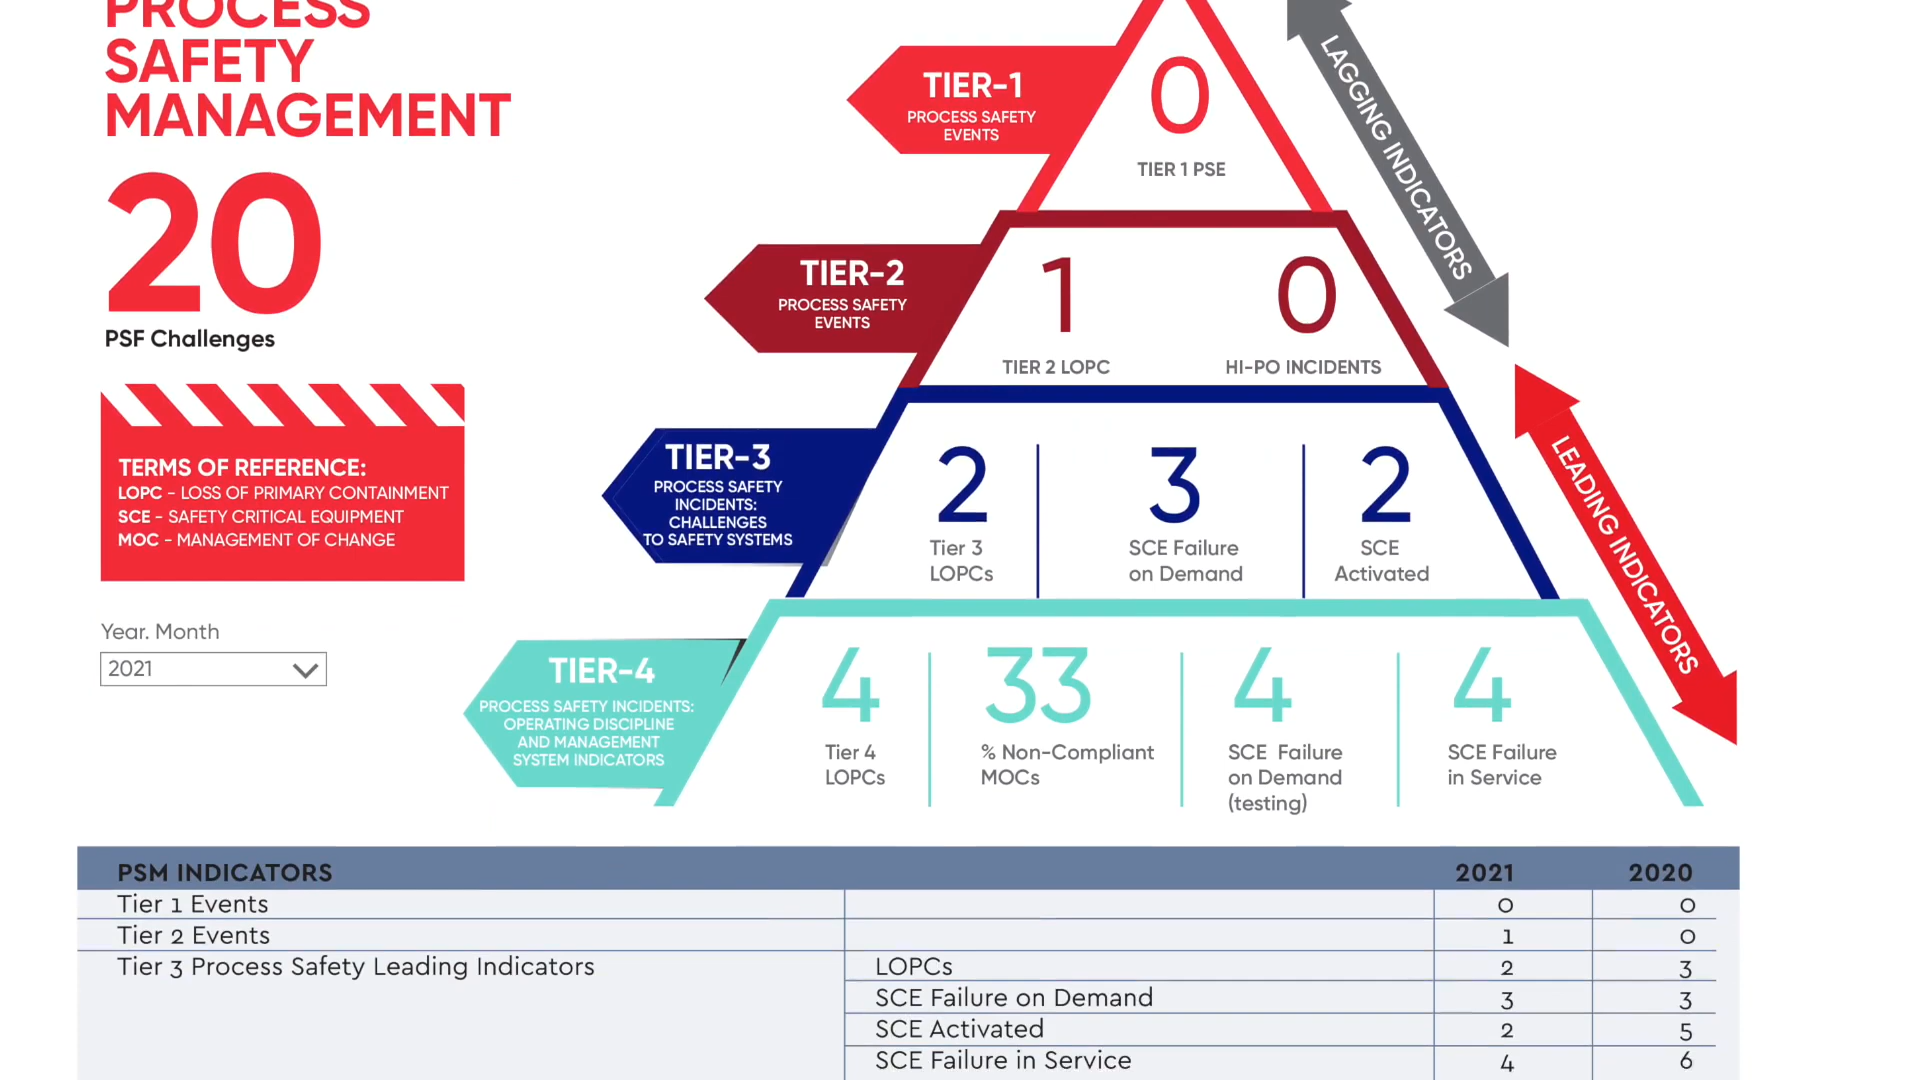 PROCESS
SAFETY
MANAGEMENT
20
PSF Challenges
TERMS OF REFERENCE:
LOPC - LOSS OF PRIMARY CONTAINMENT
SCE - SAFETY CRITICAL EQUIPMENT
MOC - MANAGEMENT OF CHANGE
Year. Month
2021
TIER-1
PROCESS SAFETY
EVENTS
0
TIER 1 PSE
LAGGING INDICATORS
TIER-2
PROCESS SAFETY
EVENTS
1 0
TIER 2 LOPC HI-PO INCIDENTS
LEADING INDICATORS
TIER-3
PROCESS SAFETY
INCIDENTS:
CHALLENGES
TO SAFETY SYSTEMS
2
Tier 3
LOPCs
3
SCE Failure
on Demand
2
SCE
Activated
TIER-4
PROCESS SAFETY INCIDENTS:
OPERATING DISCIPLINE
AND MANAGEMENT
SYSTEM INDICATORS
4
Tier 4
LOPCs
33
% Non-Compliant
MOCs
4
SCE Failure
on Demand
(testing)
4
SCE Failure
in Service
PSM INDICATORS 2021 2020
Tier 1 Events 0 0
Tier 2 Events 1 0
Tier 3 Process Safety Leading Indicators LOPCs 2 3
SCE Failure on Demand 3 3
SCE Activated 2 5
SCE Failure in Service 4 6